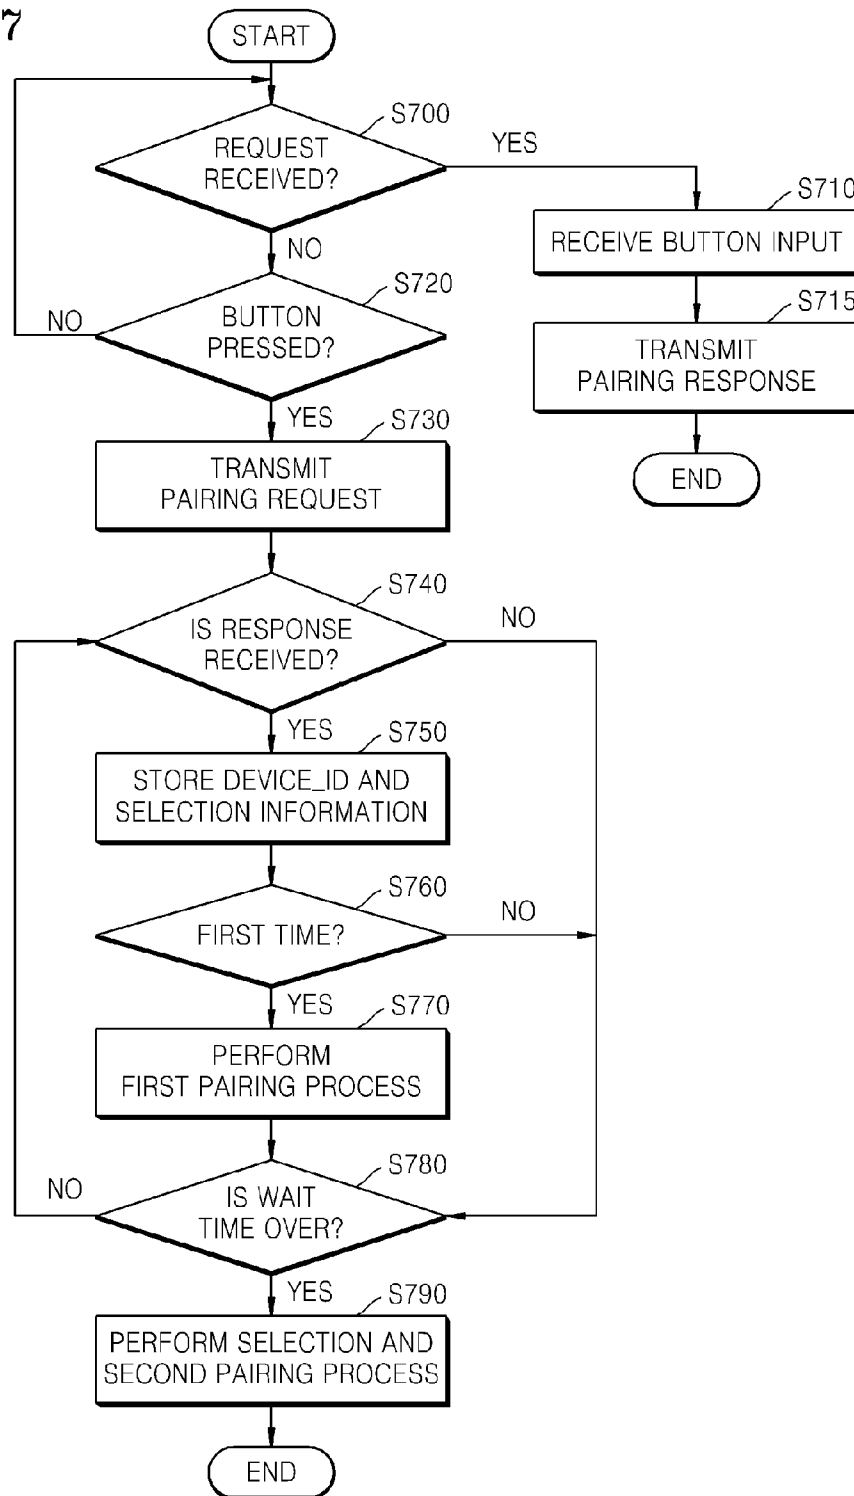 7
START
S700
REQUEST
RECEIVED?
YES
S710
RECEIVE BUTTON INPUT
NO
S720
BUTTON
PRESSED?
NO
S715
TRANSMIT
PAIRING RESPONSE
YES
END
S730
TRANSMIT
PAIRING REQUEST
S740
IS RESPONSE
RECEIVED?
NO
YES
S750
STORE DEVICE_ID AND
SELECTION INFORMATION
S760
FIRST TIME?
NO
YES
S770
PERFORM
FIRST PAIRING PROCESS
S780
IS WAIT
TIME OVER?
NO
YES
S790
PERFORM SELECTION AND
SECOND PAIRING PROCESS
END